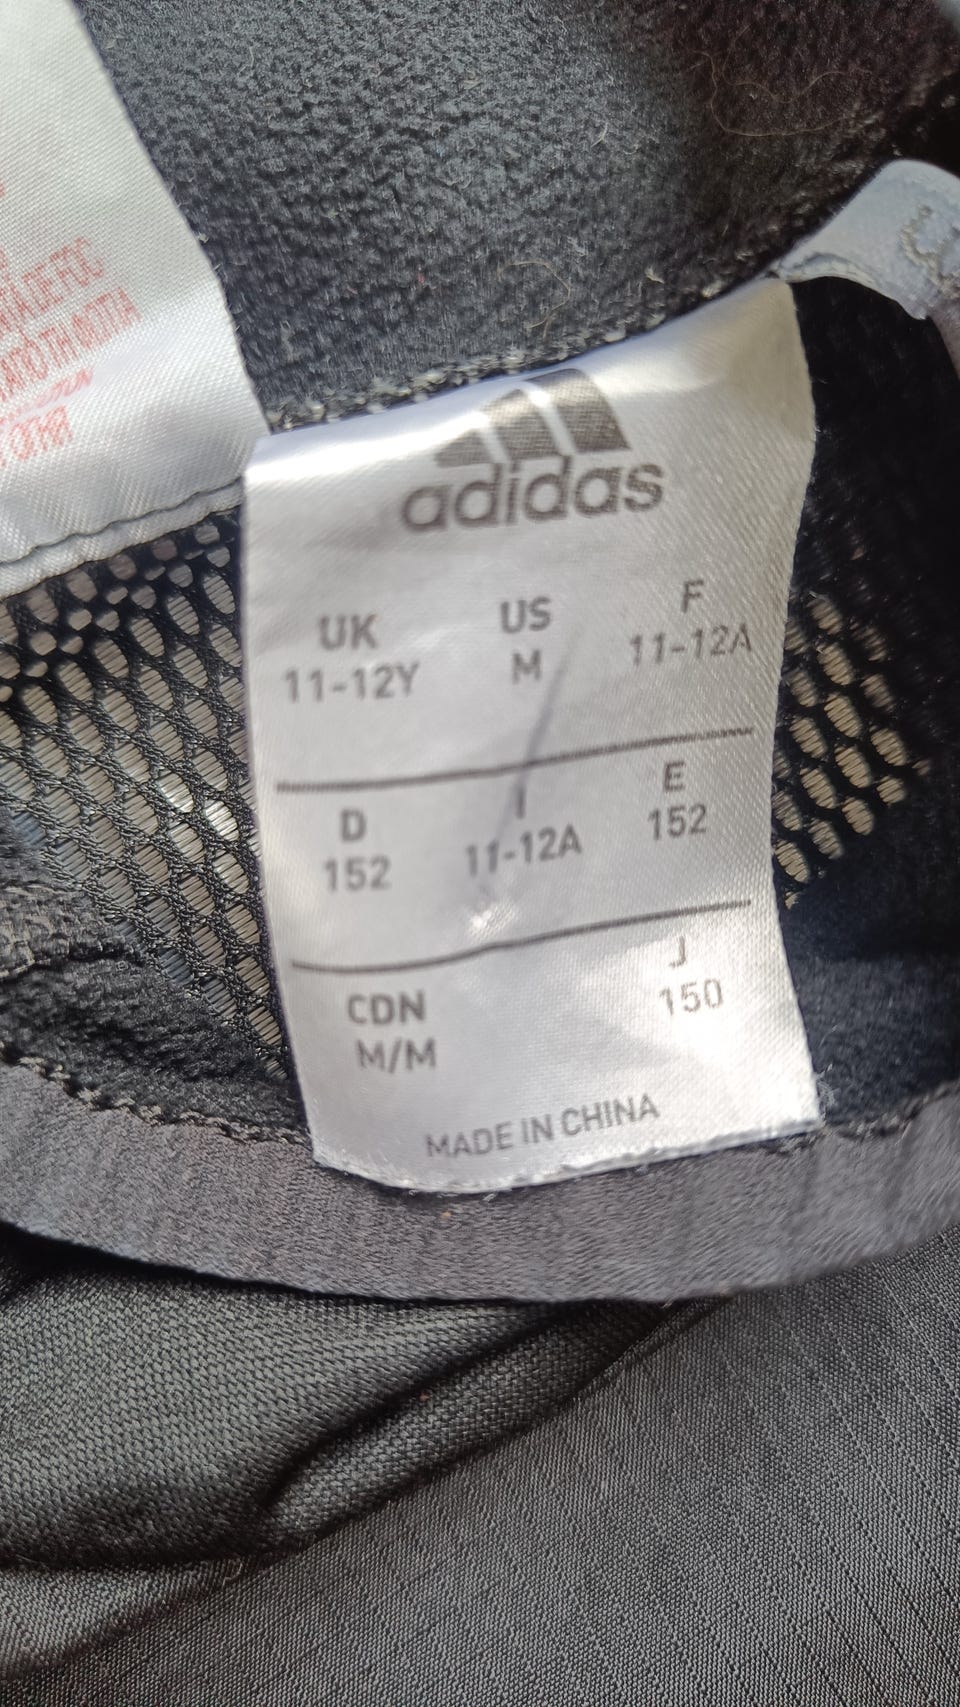 adidas
UK US F
11-12Y M 11-12A
D I E
152 11-12A 152
CDN J
M/M 150
MADE IN CHINA